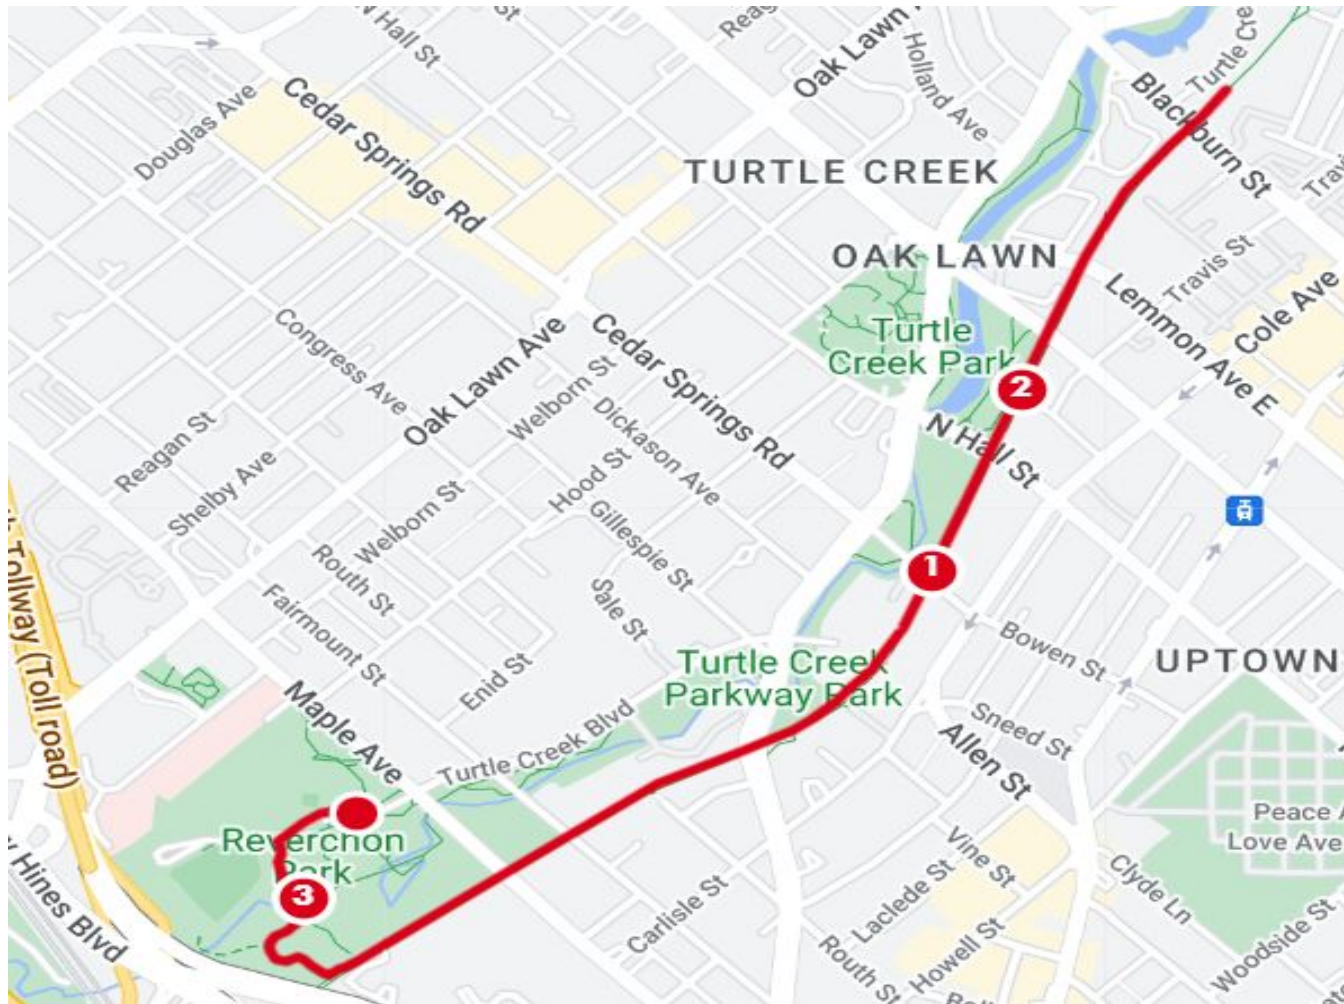 N Hall St
Reag
Oak Lawn
Holland Ave
Turtle Cre
Cedar Springs Rd
Douglas Ave
Blackburn St
TURTLE CREEK
Travis
OAK LAWN
Travis St
Lemmon Ave E
Cole Ave
Turtle
Creek Park
Congress Ave
Oak Lawn Ave
Cedar Springs Rd
Welborn St
Dickason Ave
2
N Hall St
Reagan St
Shelby Ave
Welborn St
Hood St
Gillespie St
1
Routh St
Fairmount St
Sale St
Bowen St
UPTOWN
Tollway (Toll road)
Enid St
Turtle Creek
Parkway Park
Maple Ave
Turtle Creek Blvd
Sneed St
Allen St
Reverchon
Park
3
Peace
Love Ave
Vine St
Clyde Ln
Hines Blvd
Carlisle St
Laclede St
Routh St
Howell St
Woodside St